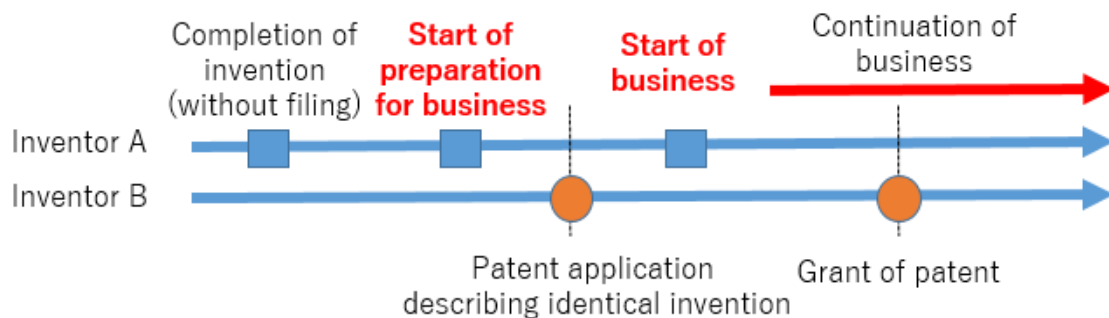 Completion of
invention
(without filing)
Start of
preparation
for business
Start of
business
Continuation of
business
Inventor A
Inventor B
Patent application
describing identical invention
Grant of patent